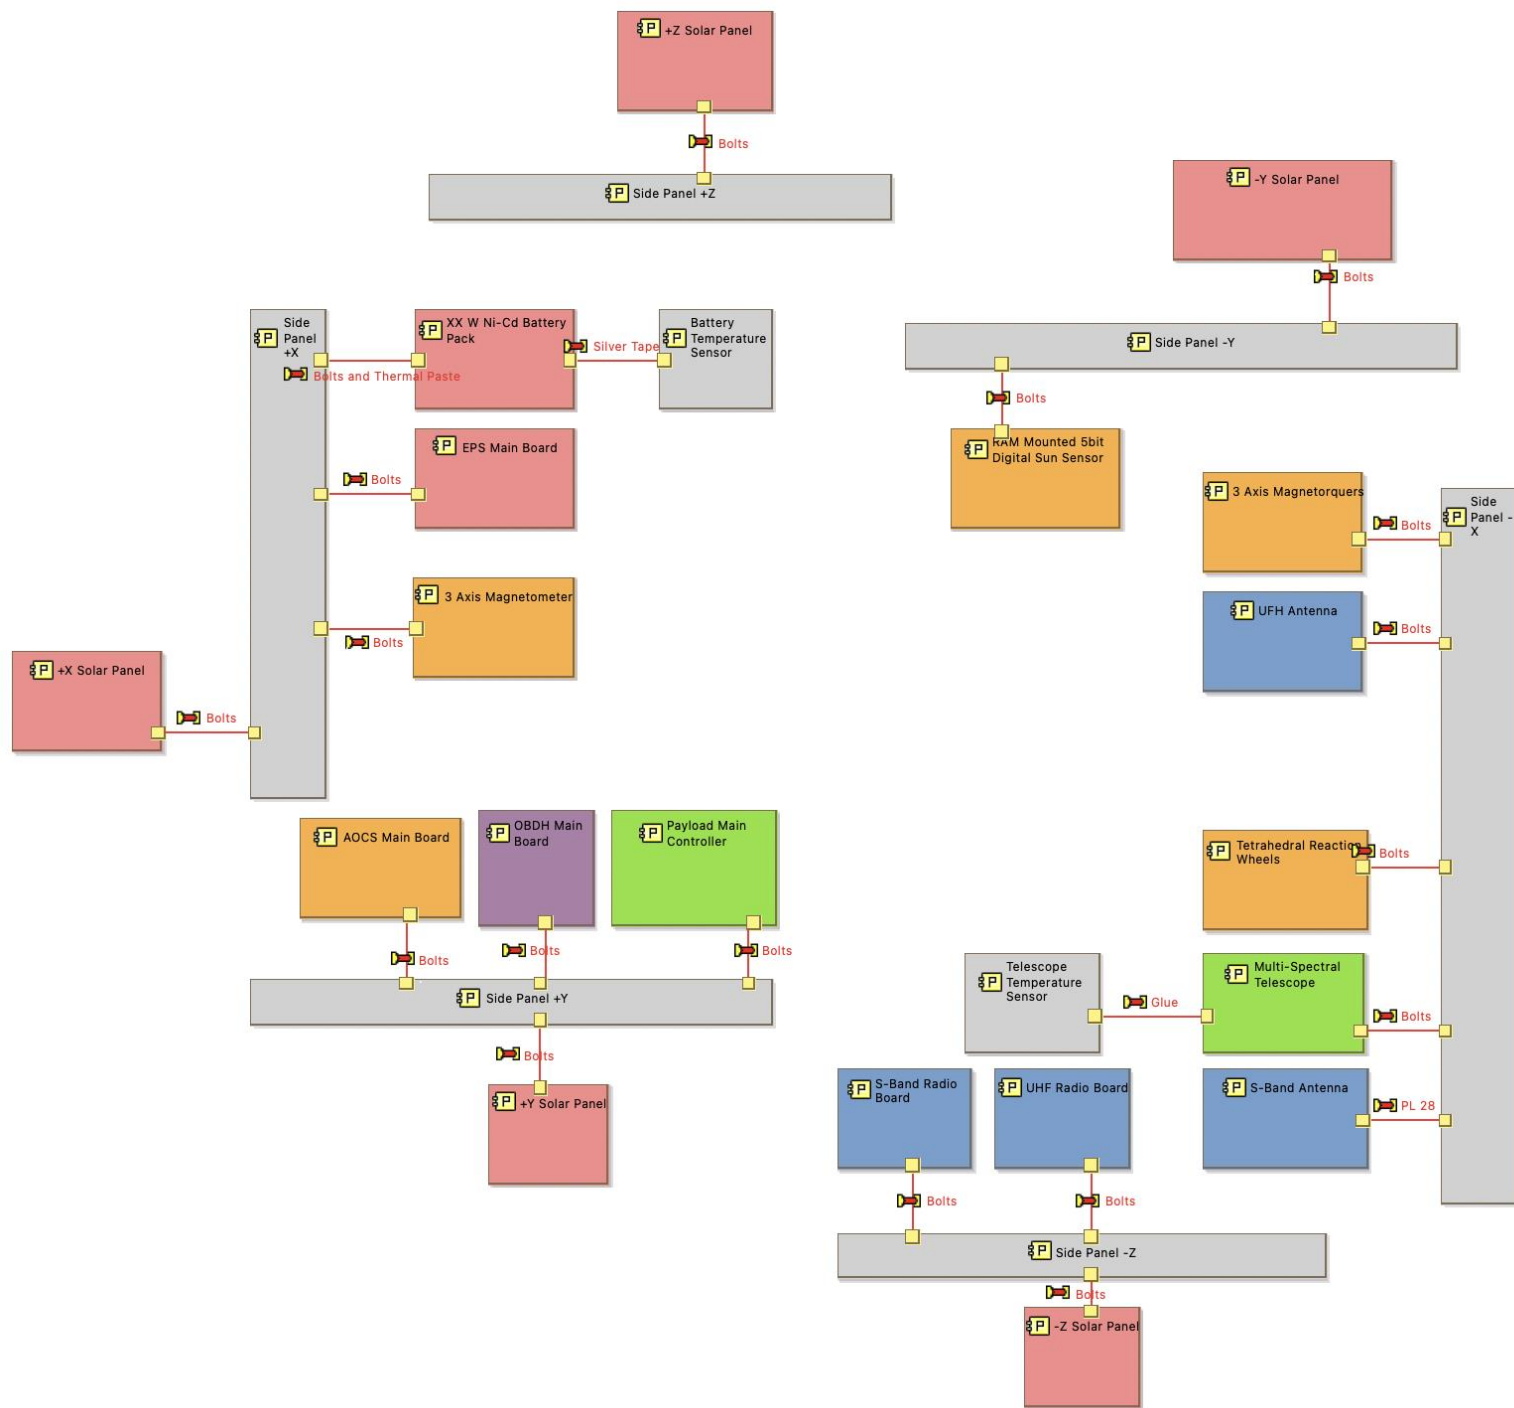 +Z Solar Panel
Bolts
Side Panel +Z
-Y Solar Panel
Bolts
Side Panel -Y
Bolts
RAM Mounted 5bit
Digital Sun Sensor
Side
Panel
+X
Bolts and Thermal Paste
XX W Ni-Cd Battery
Pack
Silver Tape
Battery
Temperature
Sensor
Bolts
EPS Main Board
Bolts
3 Axis Magnetometer
+X Solar Panel
Bolts
3 Axis Magnetorquers
Bolts
Side
Panel -
X
UFH Antenna
Bolts
Tetrahedral Reaction
Wheels
Bolts
AOCS Main Board
OBDH Main
Board
Payload Main
Controller
Bolts
Bolts
Bolts
Side Panel +Y
Bolts
+Y Solar Panel
Telescope
Temperature
Sensor
Glue
Multi-Spectral
Telescope
Bolts
S-Band Radio
Board
UHF Radio Board
S-Band Antenna
PL 28
Bolts
Bolts
Side Panel -Z
Bolts
-Z Solar Panel